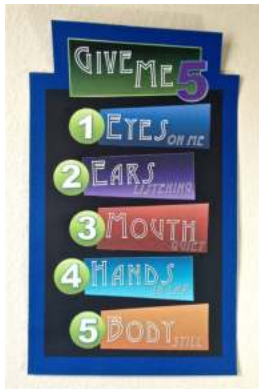 GIVE ME 5
1 EYES ON ME
2 EARS LISTENING
3 MOUTH QUIET
4 HANDS
5 BODY STILL